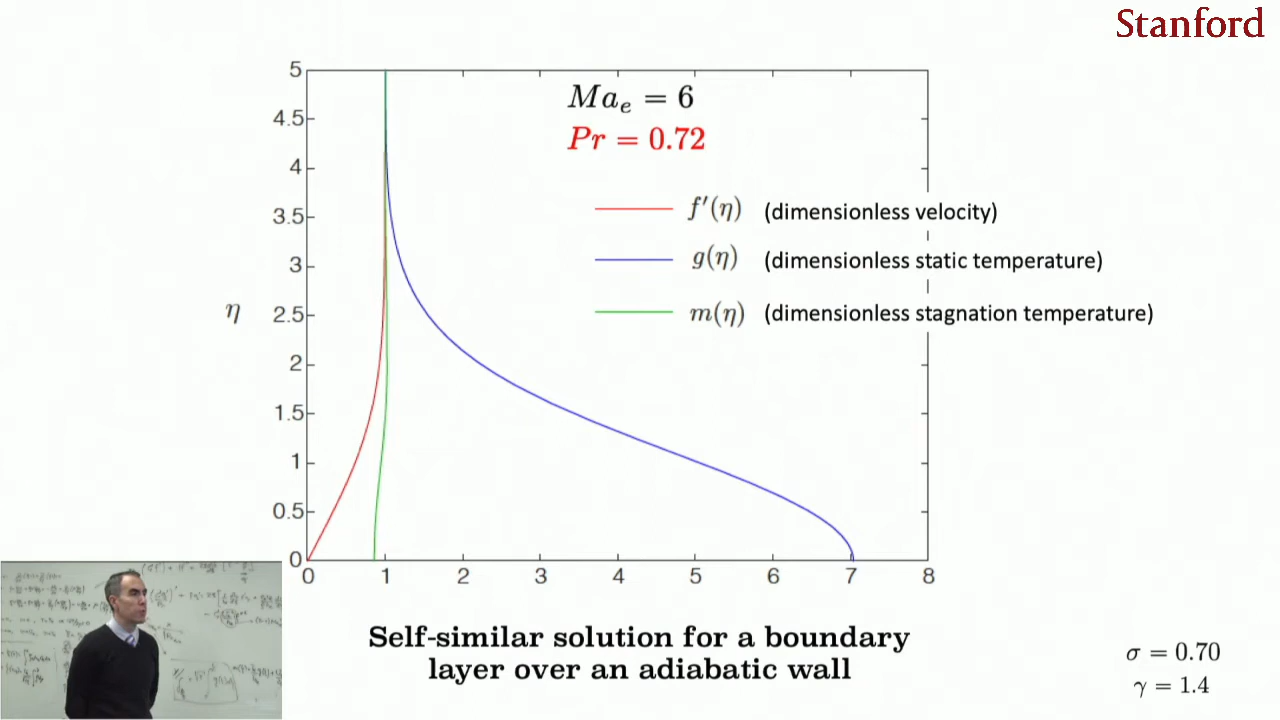 Stanford
Ma_e = 6
Pr = 0.72
f′(η) (dimensionless velocity)
g(η) (dimensionless static temperature)
m(η) (dimensionless stagnation temperature)
η
5
4.5
4
3.5
3
2.5
2
1.5
1
0.5
0
0 1 2 3 4 5 6 7 8
Self-similar solution for a boundary
layer over an adiabatic wall
σ = 0.70
γ = 1.4